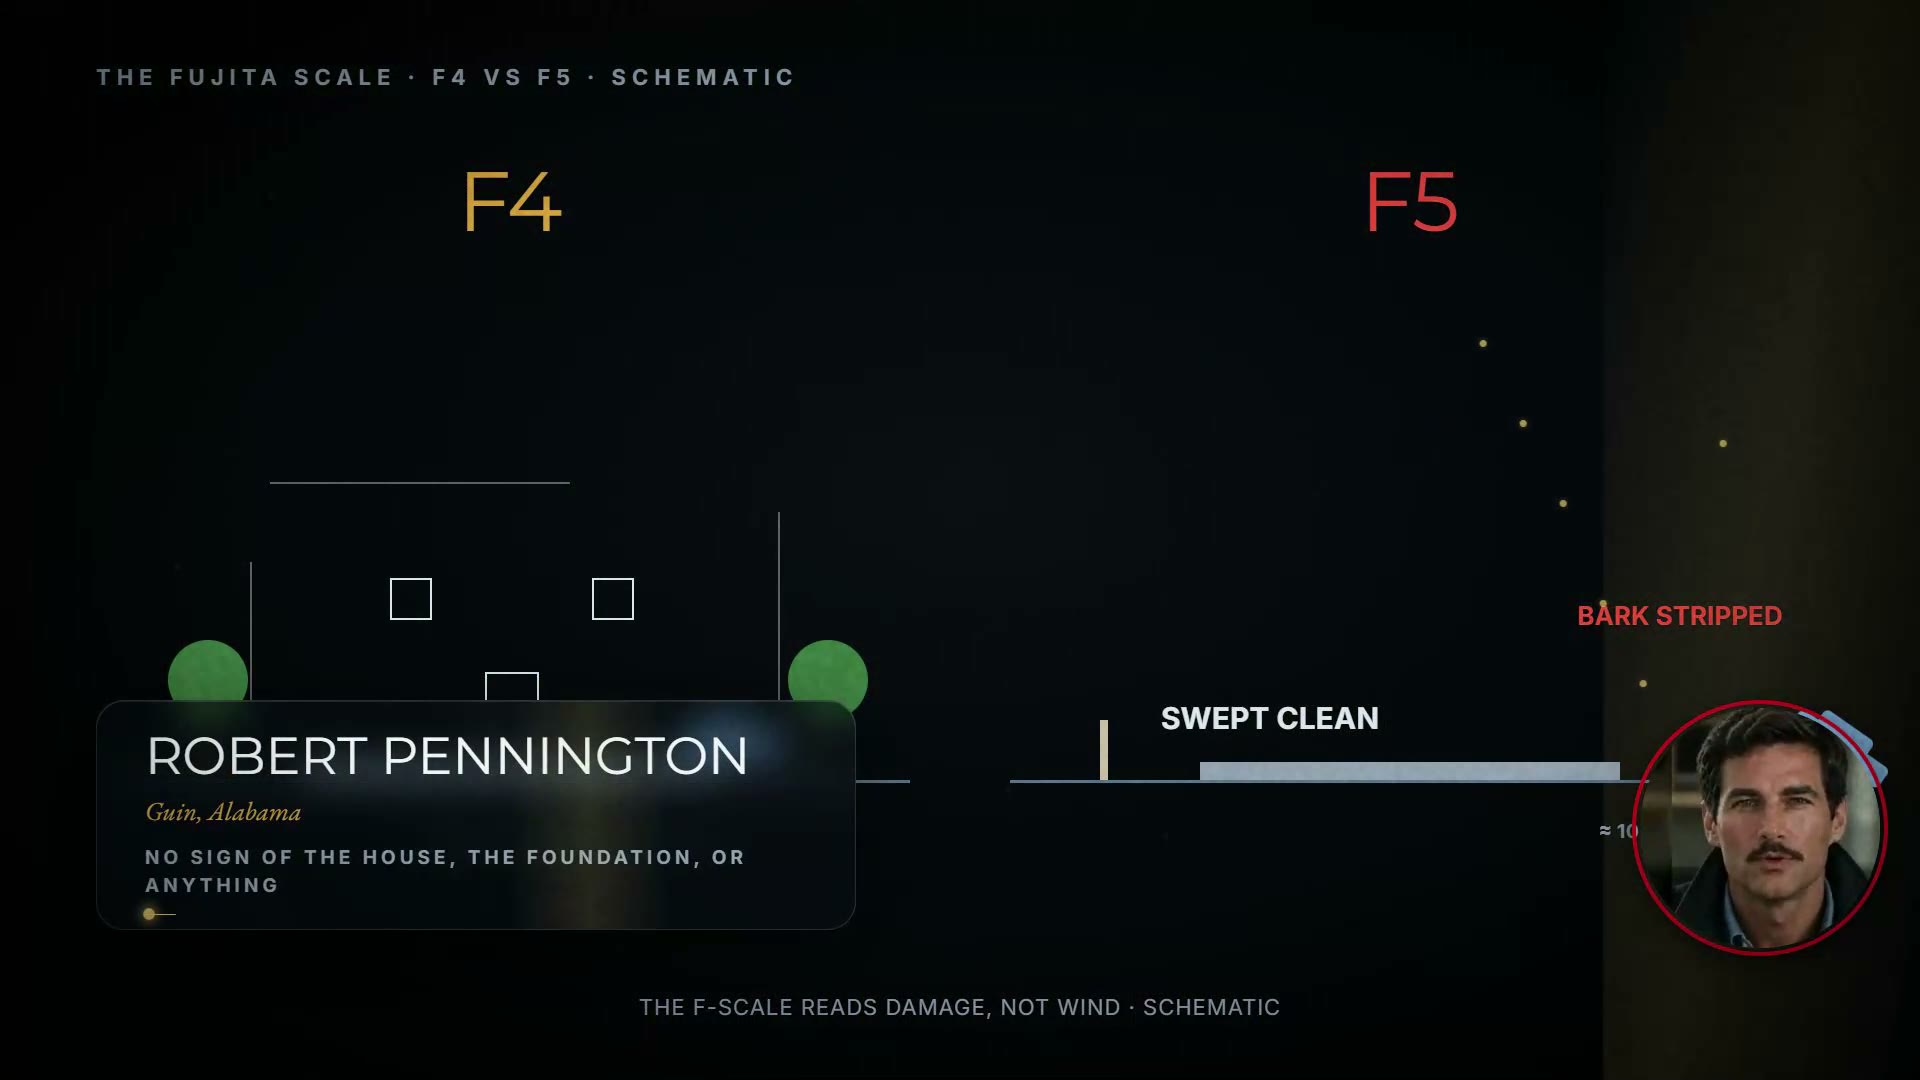 THE FUJITA SCALE · F4 VS F5 · SCHEMATIC
F4
F5
BARK STRIPPED
SWEPT CLEAN
ROBERT PENNINGTON
Guin, Alabama
≈ 10
NO SIGN OF THE HOUSE, THE FOUNDATION, OR
ANYTHING
THE F-SCALE READS DAMAGE, NOT WIND · SCHEMATIC